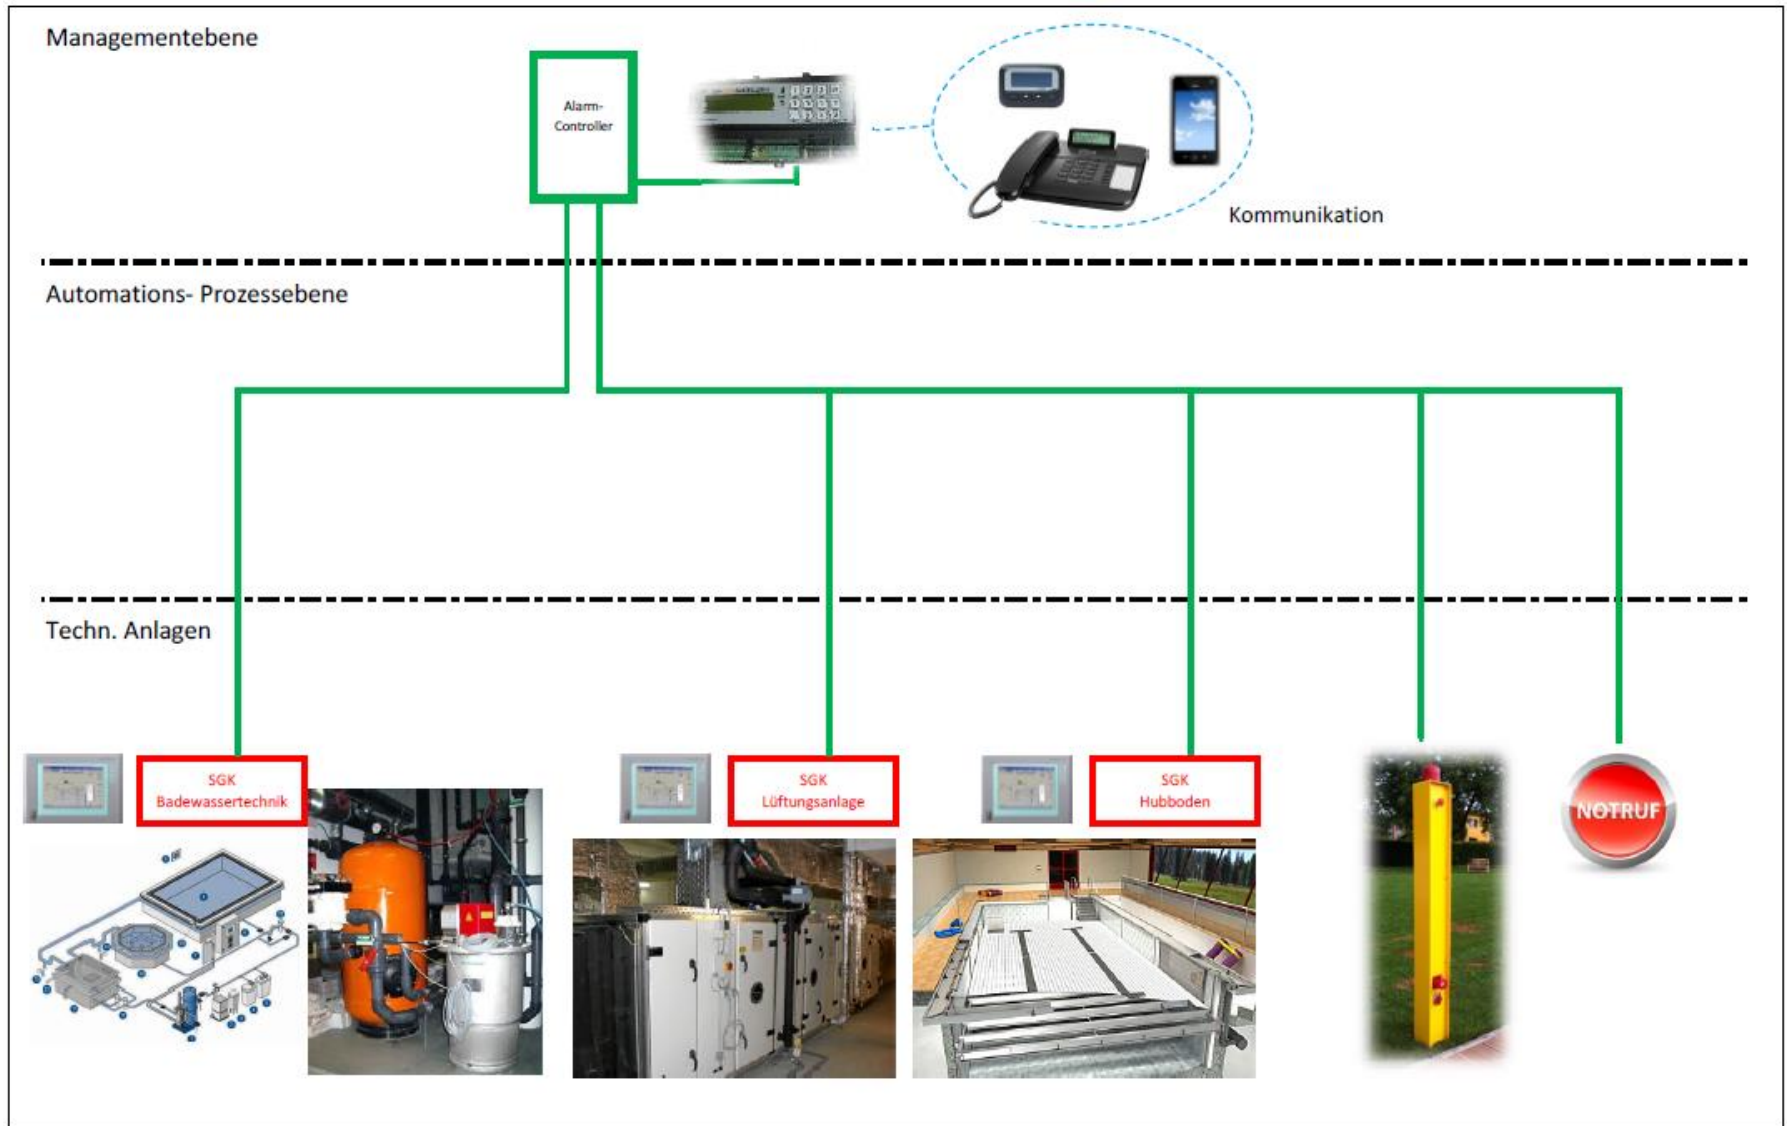 Managementebene
Alarm-
Controller
Kommunikation
Automations- Prozessebene
Techn. Anlagen
SGK
Badewassertechnik
SGK
Lüftungsanlage
SGK
Hubboden
NOTRUF